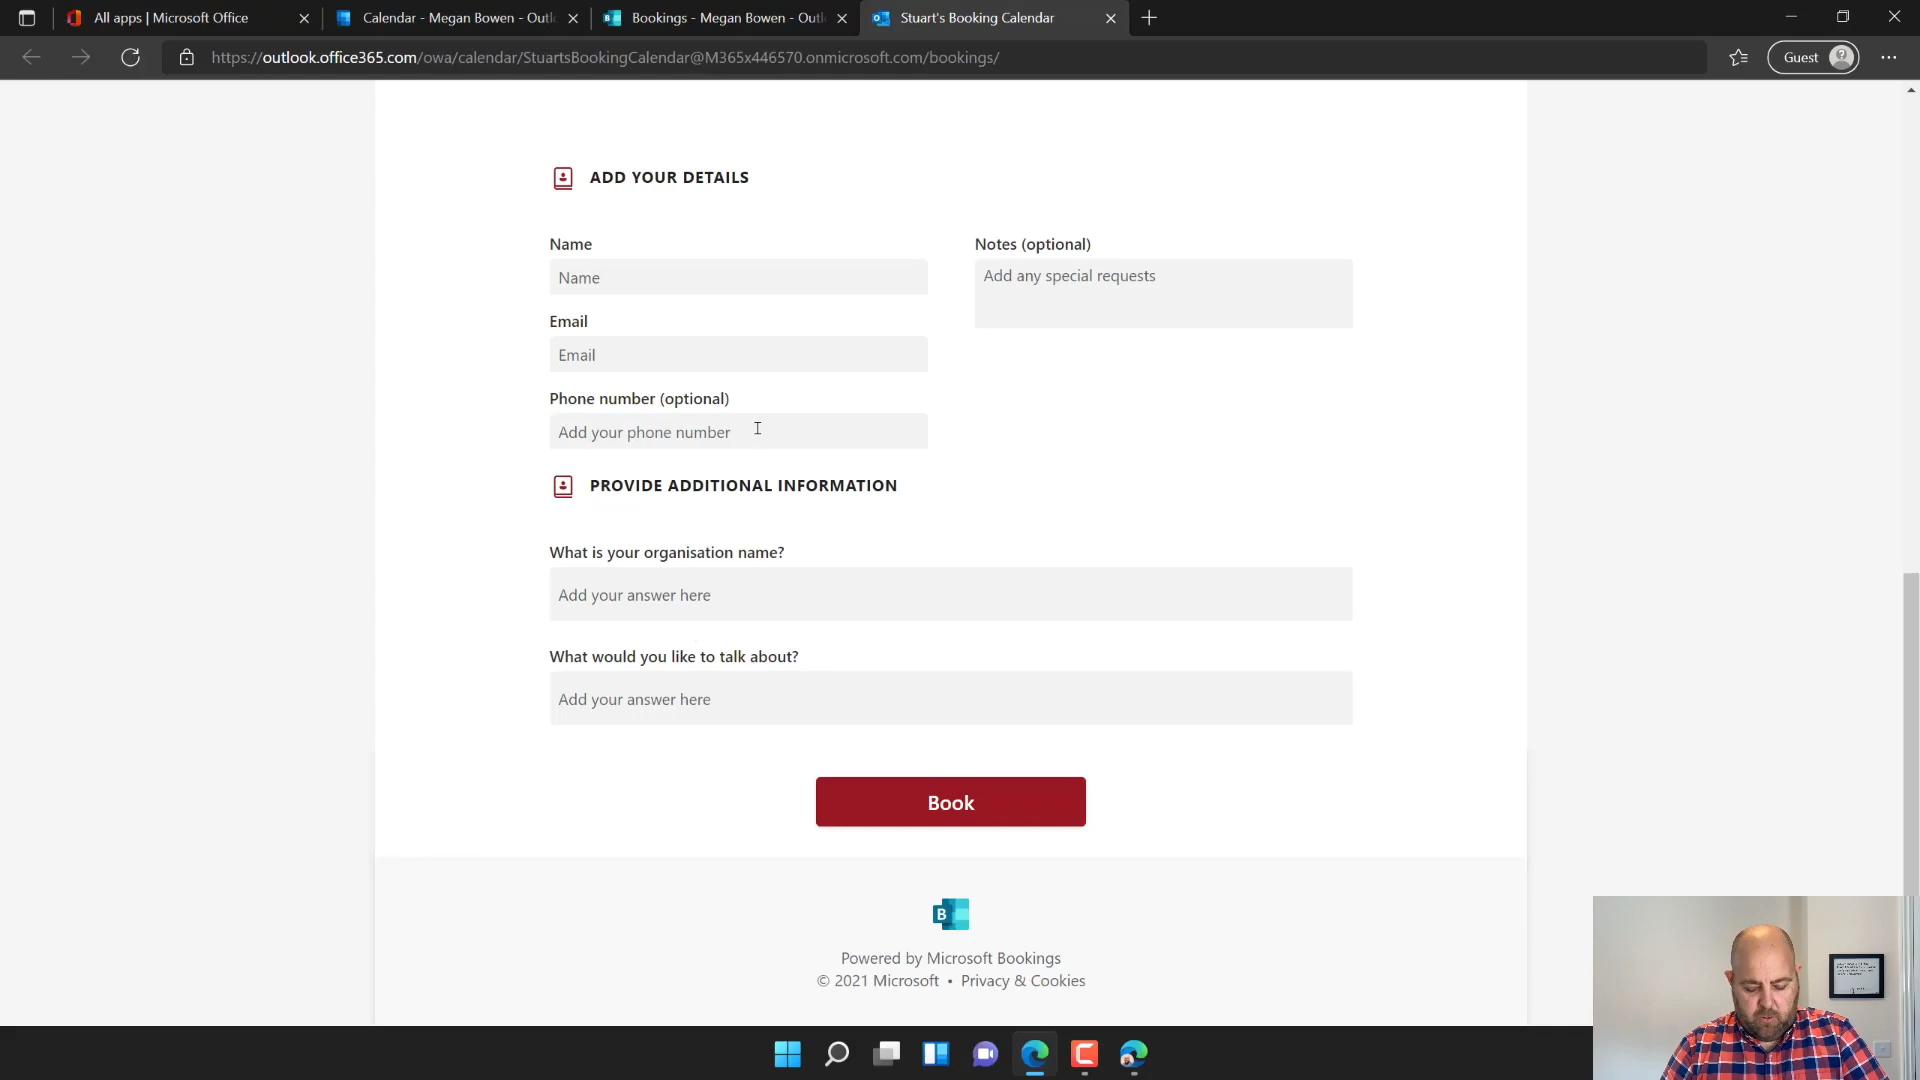 All apps | Microsoft Office
Calendar - Megan Bowen - Outl
Bookings - Megan Bowen - Outl
Stuart's Booking Calendar
https://outlook.office365.com/owa/calendar/StuartsBookingCalendar@M365x446570.onmicrosoft.com/bookings/
Guest
ADD YOUR DETAILS
Name
Name
Notes (optional)
Add any special requests
Email
Email
Phone number (optional)
Add your phone number
PROVIDE ADDITIONAL INFORMATION
What is your organisation name?
Add your answer here
What would you like to talk about?
Add your answer here
Book
B
Powered by Microsoft Bookings
© 2021 Microsoft • Privacy & Cookies